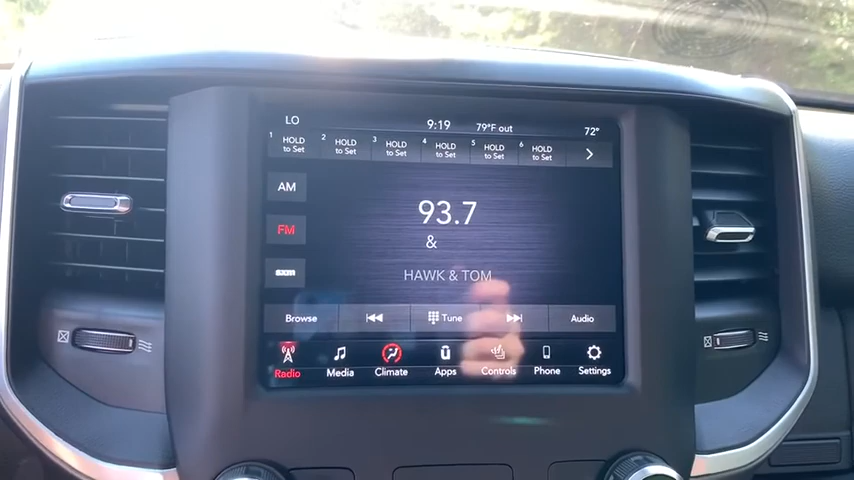 LO 9:19 79°F out 72°
1 HOLD to Set 2 HOLD to Set 3 HOLD to Set 4 HOLD to Set 5 HOLD to Set 6 HOLD to Set
AM
93.7
FM
&
HAWK & TOM
Browse Tune Audio
Radio Media Climate Apps Controls Phone Settings